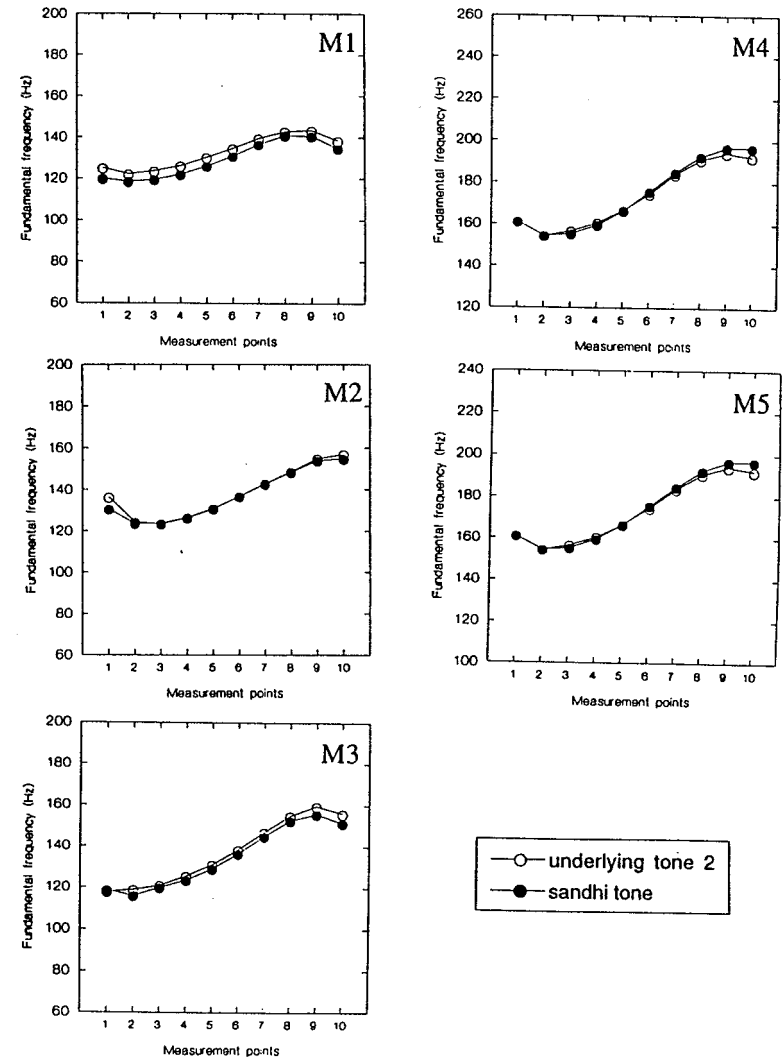 M1
Fundamental frequency (Hz)
200
180
160
140
120
100
80
60
1 2 3 4 5 6 7 8 9 10
Measurement points
M2
Fundamental frequency (Hz)
200
180
160
140
120
100
80
60
1 2 3 4 5 6 7 8 9 10
Measurement points
M3
Fundamental frequency (Hz)
200
180
160
140
120
100
80
60
1 2 3 4 5 6 7 8 9 10
Measurement points
M4
Fundamental frequency (Hz)
260
240
220
200
180
160
140
120
1 2 3 4 5 6 7 8 9 10
Measurement points
M5
Fundamental frequency (Hz)
240
220
200
180
160
140
120
100
1 2 3 4 5 6 7 8 9 10
Measurement points
underlying tone 2
sandhi tone